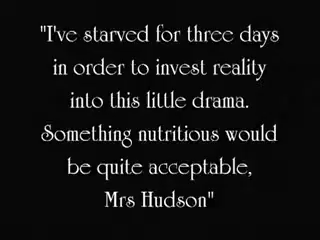 "I've starved for three days
in order to invest reality
into this little drama.
Something nutritious would
be quite acceptable,
Mrs Hudson"